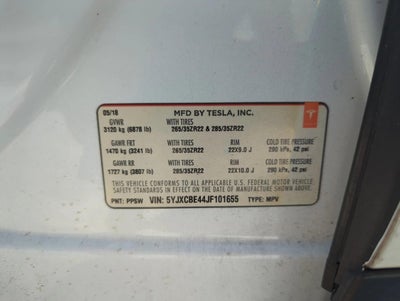 05/18 MFD BY TESLA, INC.
GVWR WITH TIRES
3120 kg (6878 lb) 265/35ZR22 & 285/35ZR22
GAWR FRT WITH TIRES RIM COLD TIRE PRESSURE
1470 kg (3241 lb) 265/35ZR22 22X9.0 J 290 kPa, 42 psi
GAWR RR WITH TIRES RIM COLD TIRE PRESSURE
1727 kg (3807 lb) 285/35ZR22 22X10.0 J 290 kPa, 42 psi
THIS VEHICLE CONFORMS TO ALL APPLICABLE U.S. FEDERAL MOTOR VEHICLE
SAFETY STANDARDS IN EFFECT ON THE DATE OF MANUFACTURE SHOWN ABOVE.
PNT: PPSW VIN: 5YJXCBE44JF101655 TYPE: MPV